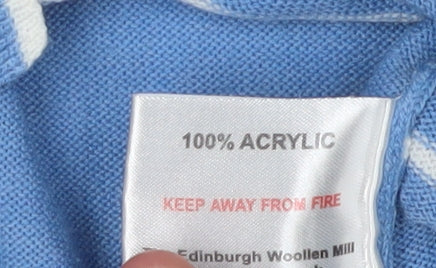 100% ACRYLIC
KEEP AWAY FROM FIRE
Edinburgh Woollen Mill